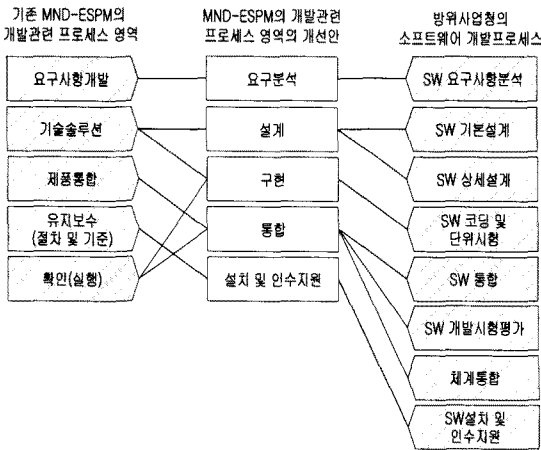 기존 MND-ESPM의
개발관련 프로세스 영역
MND-ESPM의 개발관련
프로세스 영역의 개선안
방위사업청의
소프트웨어 개발프로세스
요구사항개발
요구분석
SW 요구사항분석
기술솔루션
설계
SW 기본설계
제품통합
구현
SW 상세설계
유지보수
(절차 및 기준)
통합
SW 코딩 및
단위시험
확인(실행)
설치 및 인수지원
SW 통합
SW 개발시험평가
체계통합
SW설치 및
인수지원